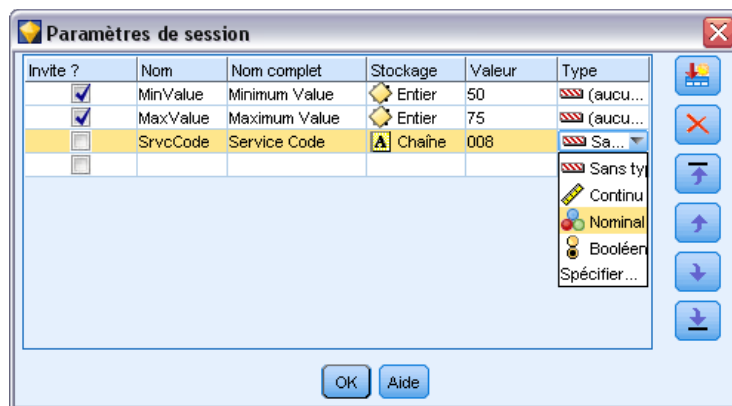 Paramètres de session
Invite ? Nom Nom complet Stockage Valeur Type
MinValue Minimum Value Entier 50 (aucu...
MaxValue Maximum Value Entier 75 (aucu...
SrvcCode Service Code A Chaîne 008 Sa...
Sans ty
Continu
Nominal
Booléen
Spécifier...
OK Aide